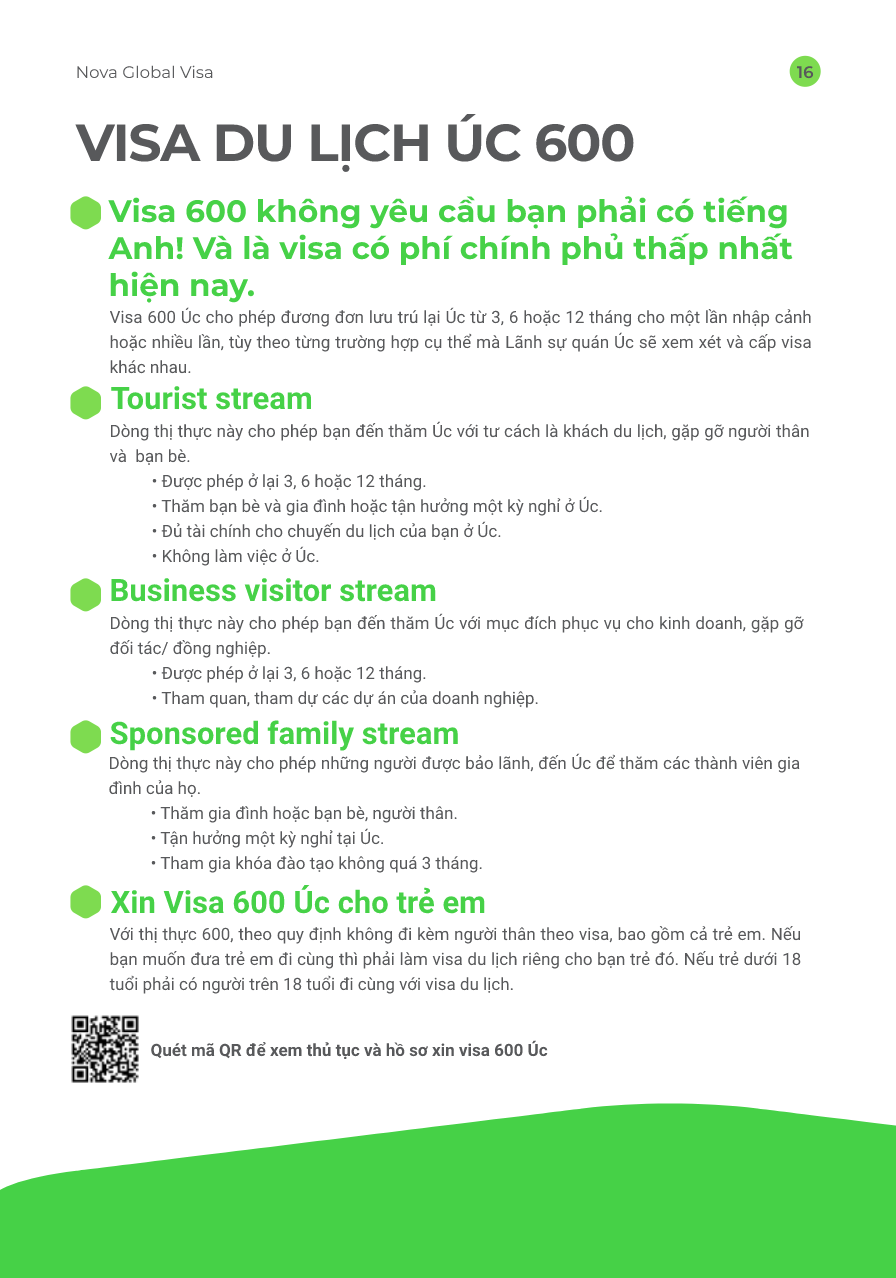 Nova Global Visa
16
VISA DU LỊCH ÚC 600
Visa 600 không yêu cầu bạn phải có tiếng
Anh! Và là visa có phí chính phủ thấp nhất
hiện nay.
Visa 600 Úc cho phép đương đơn lưu trú lại Úc từ 3, 6 hoặc 12 tháng cho một lần nhập cảnh
hoặc nhiều lần, tùy theo từng trường hợp cụ thể mà Lãnh sự quán Úc sẽ xem xét và cấp visa
khác nhau.
Tourist stream
Dòng thị thực này cho phép bạn đến thăm Úc với tư cách là khách du lịch, gặp gỡ người thân
và bạn bè.
• Được phép ở lại 3, 6 hoặc 12 tháng.
• Thăm bạn bè và gia đình hoặc tận hưởng một kỳ nghỉ ở Úc.
• Đủ tài chính cho chuyến du lịch của bạn ở Úc.
• Không làm việc ở Úc.
Business visitor stream
Dòng thị thực này cho phép bạn đến thăm Úc với mục đích phục vụ cho kinh doanh, gặp gỡ
đối tác/ đồng nghiệp.
• Được phép ở lại 3, 6 hoặc 12 tháng.
• Tham quan, tham dự các dự án của doanh nghiệp.
Sponsored family stream
Dòng thị thực này cho phép những người được bảo lãnh, đến Úc để thăm các thành viên gia
đình của họ.
• Thăm gia đình hoặc bạn bè, người thân.
• Tận hưởng một kỳ nghỉ tại Úc.
• Tham gia khóa đào tạo không quá 3 tháng.
Xin Visa 600 Úc cho trẻ em
Với thị thực 600, theo quy định không đi kèm người thân theo visa, bao gồm cả trẻ em. Nếu
bạn muốn đưa trẻ em đi cùng thì phải làm visa du lịch riêng cho bạn trẻ đó. Nếu trẻ dưới 18
tuổi phải có người trên 18 tuổi đi cùng với visa du lịch.
Quét mã QR để xem thủ tục và hồ sơ xin visa 600 Úc